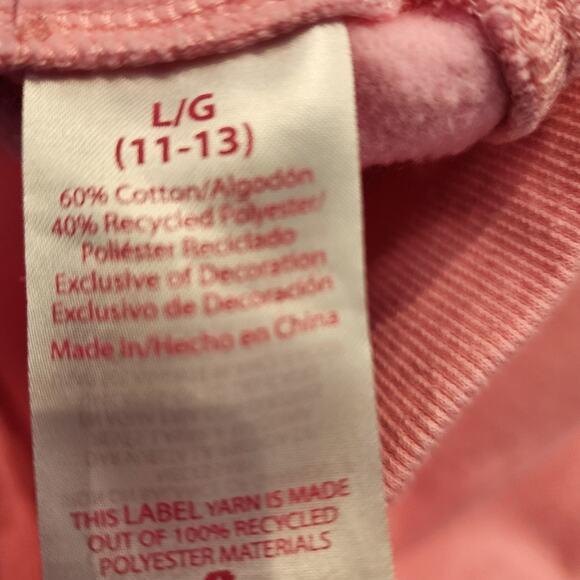 L/G
(11-13)
60% Cotton/Algodón
40% Recycled Polyester/
Poliéster Reciclado
Exclusive of Decoration
Exclusivo de Decoración
Made in/Hecho en China
THIS LABEL YARN IS MADE
OUT OF 100% RECYCLED
POLYESTER MATERIALS